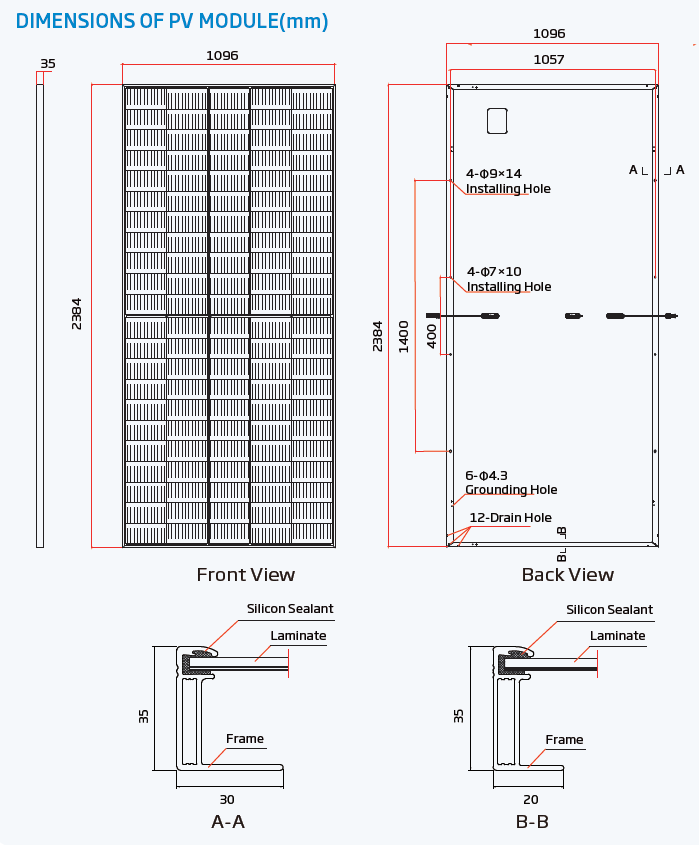 DIMENSIONS OF PV MODULE(mm)
35
1096
2384
Front View
1096
1057
A
A
4-Φ9×14
Installing Hole
4-Φ7×10
Installing Hole
2384
1400
400
6-Φ4.3
Grounding Hole
12-Drain Hole
B
B
Back View
Silicon Sealant
Laminate
35
Frame
30
A-A
Silicon Sealant
Laminate
35
Frame
20
B-B